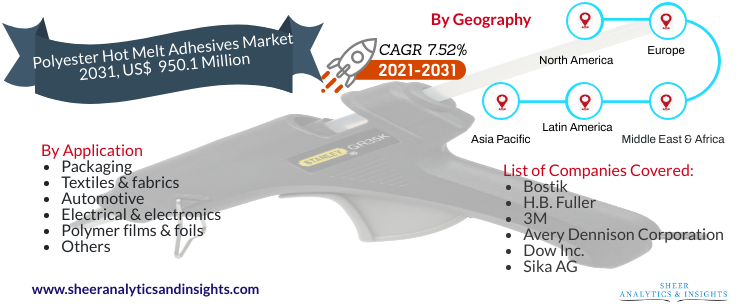 Polyester Hot Melt Adhesives Market
2031, US$ 950.1 Million
CAGR 7.52%
2021-2031
By Geography
North America
Europe
Asia Pacific
Latin America
Middle East & Africa
By Application
• Packaging
• Textiles & fabrics
• Automotive
• Electrical & electronics
• Polymer films & foils
• Others
STANLEY
GR35K
List of Companies Covered:
• Bostik
• H.B. Fuller
• 3M
• Avery Dennison Corporation
• Dow Inc.
• Sika AG
www.sheeranalyticsandinsights.com
SHEER
ANALYTICS & INSIGHTS